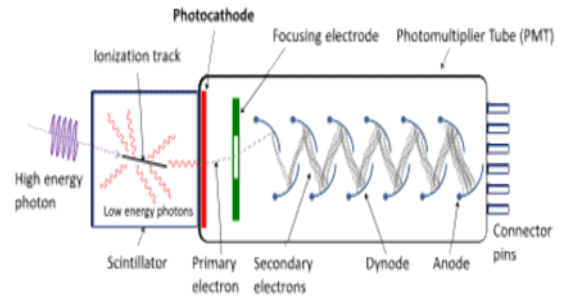 Photocathode
Focusing electrode
Photomultiplier Tube (PMT)
Ionization track
High energy
photon
Low energy photons
Scintillator
Primary
electron
Secondary
electrons
Dynode
Anode
Connector
pins